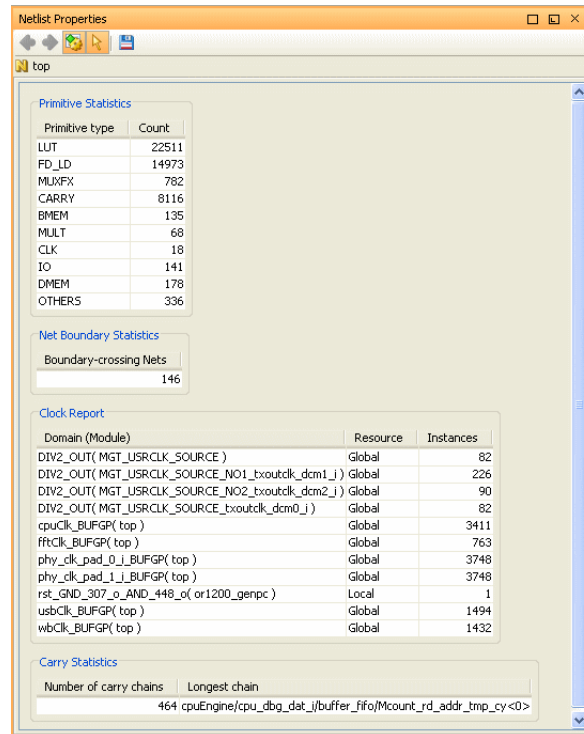 Netlist Properties
top
Primitive Statistics
Primitive type Count
LUT 22511
FD_LD 14973
MUXFX 782
CARRY 8116
BMEM 135
MULT 68
CLK 18
IO 141
DMEM 178
OTHERS 336
Net Boundary Statistics
Boundary-crossing Nets
146
Clock Report
Domain (Module) Resource Instances
DIV2_OUT( MGT_USRCLK_SOURCE ) Global 82
DIV2_OUT( MGT_USRCLK_SOURCE_NO1_txoutclk_dcm1_i ) Global 226
DIV2_OUT( MGT_USRCLK_SOURCE_NO2_txoutclk_dcm2_i ) Global 90
DIV2_OUT( MGT_USRCLK_SOURCE_txoutclk_dcm0_i ) Global 82
cpuClk_BUFGP( top ) Global 3411
fftClk_BUFGP( top ) Global 763
phy_clk_pad_0_i_BUFGP( top ) Global 3748
phy_clk_pad_1_i_BUFGP( top ) Global 3748
rst_GND_307_o_AND_448_o( or1200_genpc ) Local 1
usbClk_BUFGP( top ) Global 1494
wbClk_BUFGP( top ) Global 1432
Carry Statistics
Number of carry chains Longest chain
464 cpuEngine/cpu_dbg_dat_i/buffer_fifo/Mcount_rd_addr_tmp_cy<0>